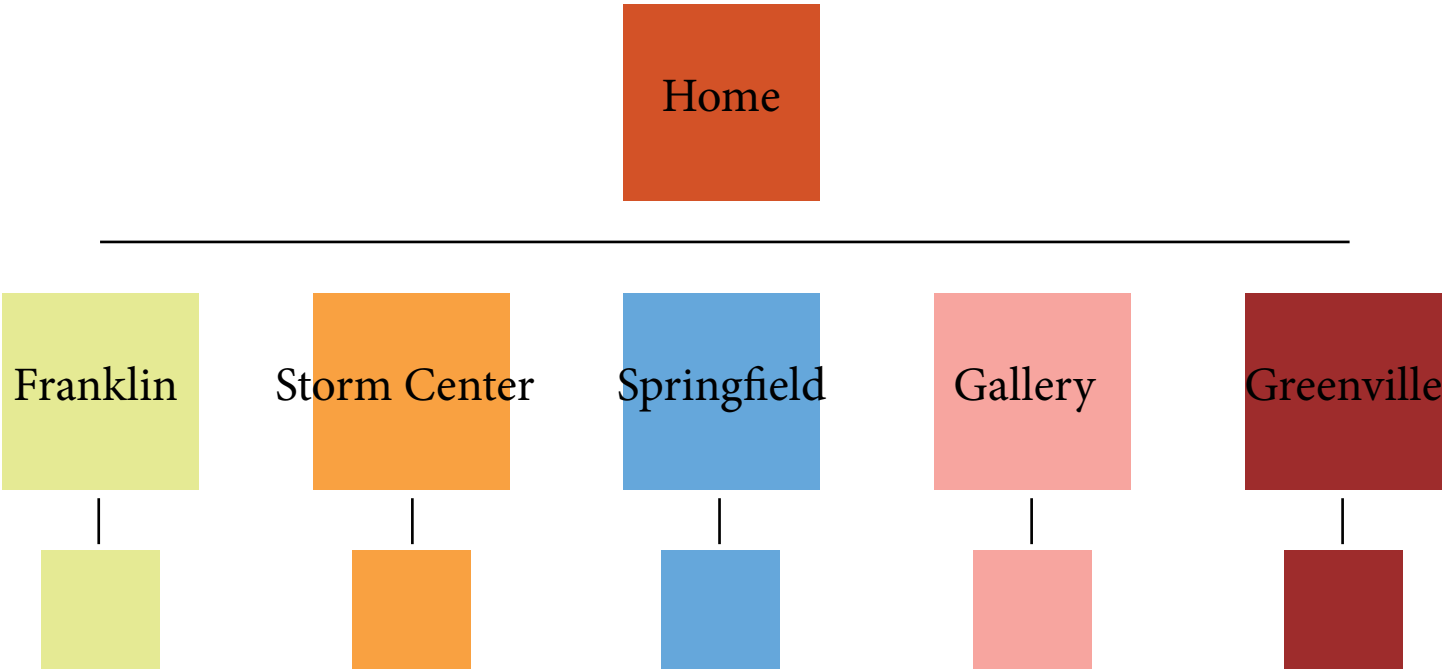 Home
Franklin
Storm Center
Springfield
Gallery
Greenville